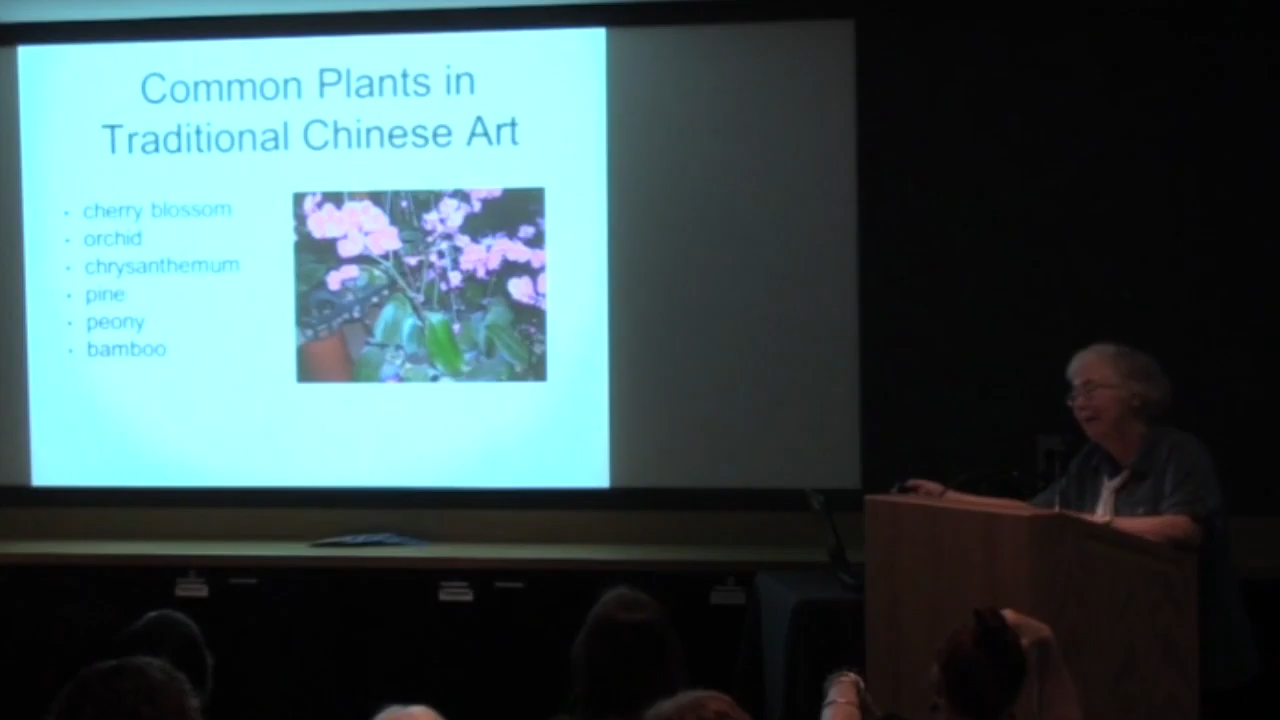 Common Plants in
Traditional Chinese Art
• cherry blossom
• orchid
• chrysanthemum
• pine
• peony
• bamboo